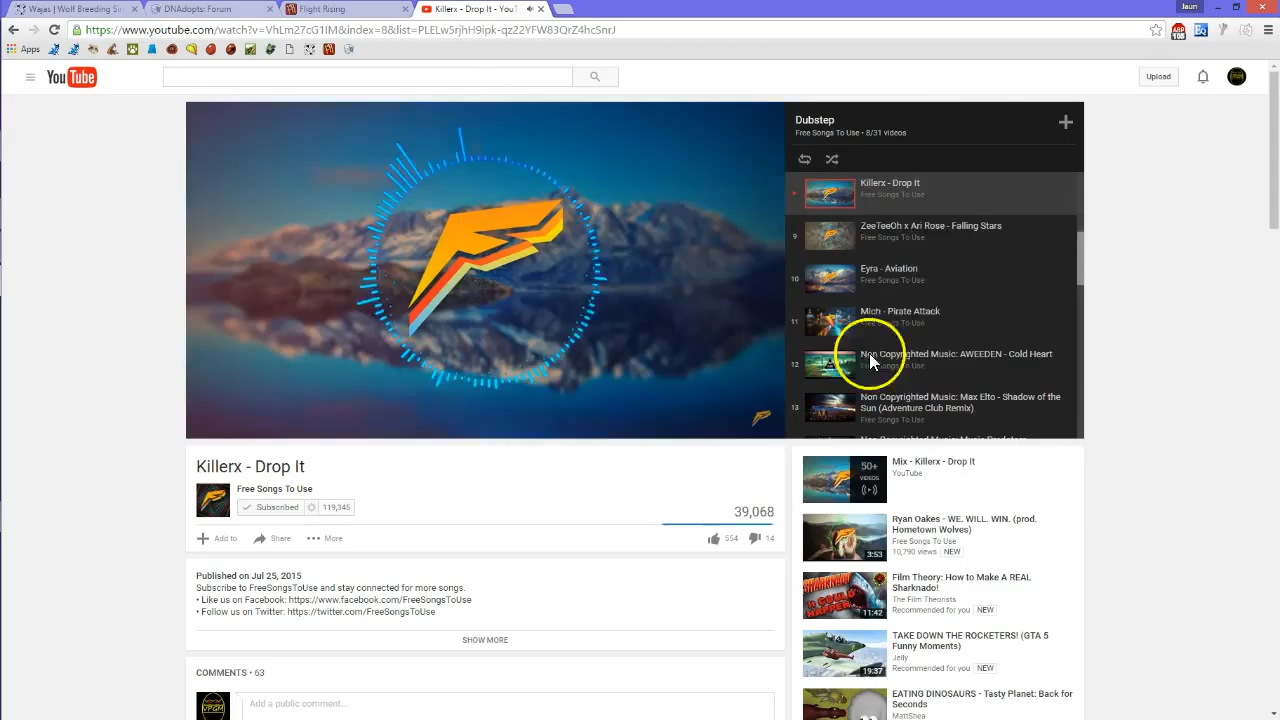 Wajas | Wolf Breeding Sim
DNAdopts: Forum
Flight Rising
Killerx - Drop It - YouT
Jaun
https://www.youtube.com/watch?v=VhLm27cG1IM&index=8&list=PLELw5rjhH9ipk-qz22YFW83QrZ4hcSnrJ
Apps
YouTube
Upload
Dubstep
Free Songs To Use • 8/31 videos
Killerx - Drop It
Free Songs To Use
9
ZeeTeeOh x Ari Rose - Falling Stars
Free Songs To Use
10
Eyra - Aviation
Free Songs To Use
11
Mich - Pirate Attack
Free Songs To Use
12
Non Copyrighted Music: AWEEDEN - Cold Heart
Free Songs To Use
13
Non Copyrighted Music: Max Elto - Shadow of the
Sun (Adventure Club Remix)
Free Songs To Use
Killerx - Drop It
Free Songs To Use
Subscribed 119,345
39,068
Add to Share More
554 14
Published on Jul 25, 2015
Subscribe to FreeSongsToUse and stay connected for more songs.
• Like us on Facebook: https://www.facebook.com/FreeSongsToUse
• Follow us on Twitter: https://twitter.com/FreeSongsToUse
SHOW MORE
COMMENTS • 63
Add a public comment...
50+
VIDEOS
Mix - Killerx - Drop It
YouTube
Ryan Oakes - WE. WILL. WIN. (prod.
Hometown Wolves)
Free Songs To Use
10,790 views NEW
3:53
Film Theory: How to Make A REAL
Sharknado!
The Film Theorists
Recommended for you NEW
11:42
TAKE DOWN THE ROCKETERS! (GTA 5
Funny Moments)
Jelly
Recommended for you NEW
19:37
EATING DINOSAURS - Tasty Planet: Back for
Seconds
MattShea